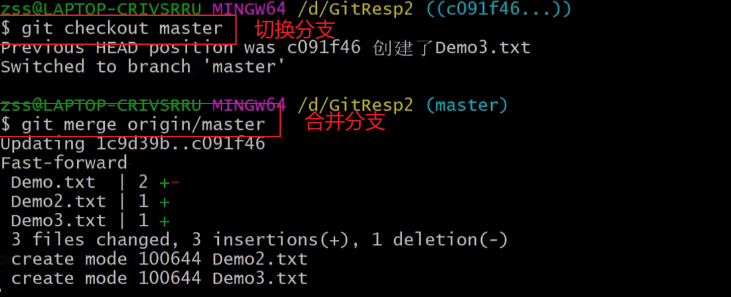 zss@LAPTOP-CRIVSRRU MINGW64 /d/GitResp2 ((c091f46...))
$ git checkout master 切换分支
Previous HEAD position was c091f46 创建了Demo3.txt
Switched to branch 'master'
zss@LAPTOP-CRIVSRRU MINGW64 /d/GitResp2 (master)
$ git merge origin/master 合并分支
Updating 1c9d39b..c091f46
Fast-forward
Demo.txt | 2 +-
Demo2.txt | 1 +
Demo3.txt | 1 +
3 files changed, 3 insertions(+), 1 deletion(-)
create mode 100644 Demo2.txt
create mode 100644 Demo3.txt